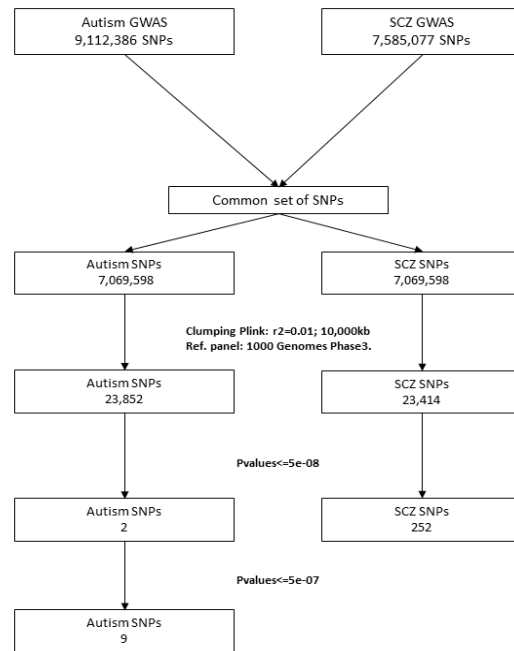 Autism GWAS
9,112,386 SNPs
SCZ GWAS
7,585,077 SNPs
Common set of SNPs
Autism SNPs
7,069,598
SCZ SNPs
7,069,598
Clumping Plink: r2=0.01; 10,000kb
Ref. panel: 1000 Genomes Phase3.
Autism SNPs
23,852
SCZ SNPs
23,414
Pvalues<=5e-08
Autism SNPs
2
SCZ SNPs
252
Pvalues<=5e-07
Autism SNPs
9